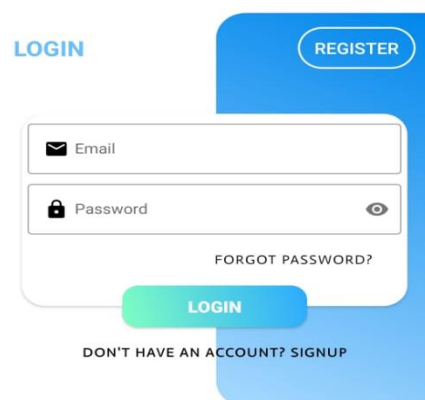 LOGIN
REGISTER
Email
Password
FORGOT PASSWORD?
LOGIN
DON'T HAVE AN ACCOUNT? SIGNUP